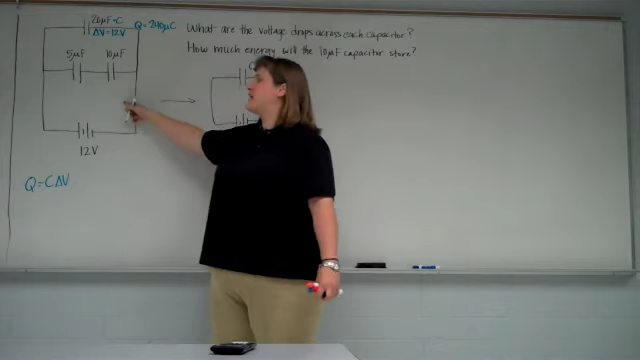 20µF=C
ΔV=12V
Q=240µC
What are the voltage drops across each capacitor?
How much energy will the 10µF capacitor store?
5µF
10µF
12V
Q=CΔV